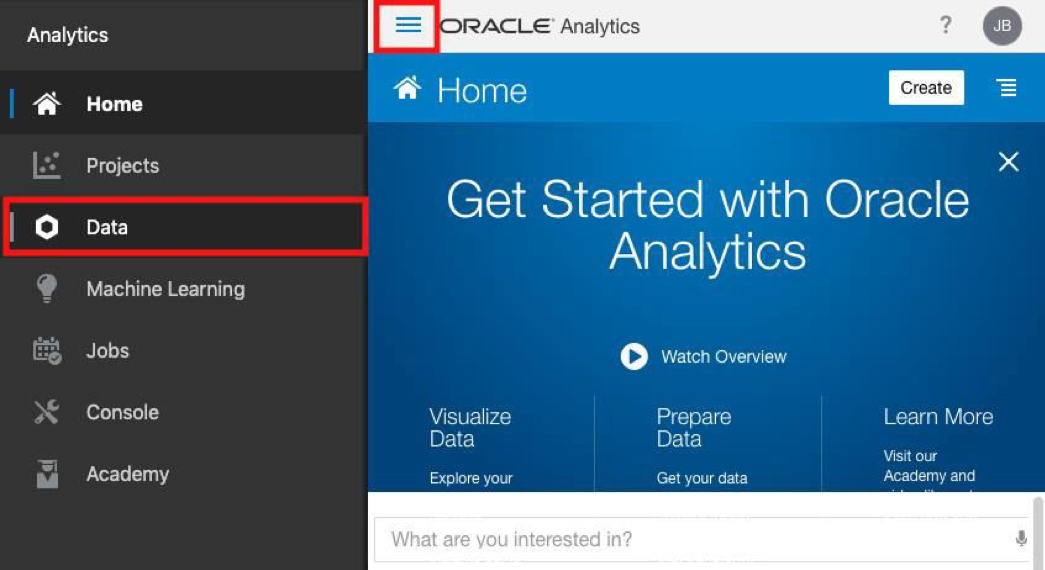 Analytics
Home
Projects
Data
Machine Learning
Jobs
Console
Academy
ORACLE® Analytics
?
JB
Home
Create
Get Started with Oracle
Analytics
Watch Overview
Visualize
Data
Explore your
Prepare
Data
Get your data
Learn More
Visit our
Academy and
What are you interested in?